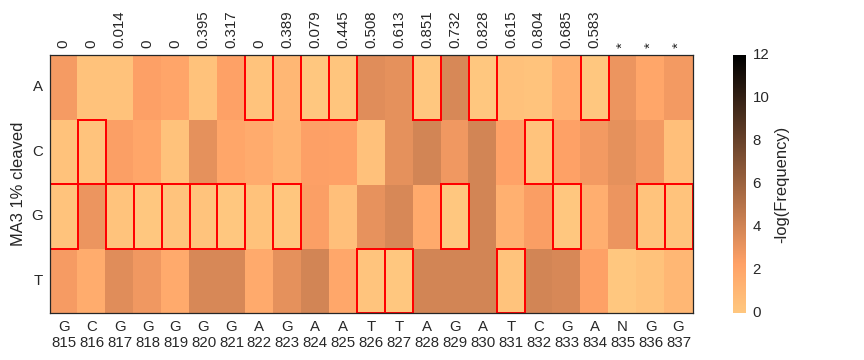 0 0 0.014 0 0 0.395 0.317 0 0.389 0.079 0.445 0.508 0.613 0.851 0.732 0.828 0.615 0.804 0.685 0.583 * * *
MA3 1% cleaved
A
C
G
T
G C G G G G G A G A A T T A G A T C G A N G G
815 816 817 818 819 820 821 822 823 824 825 826 827 828 829 830 831 832 833 834 835 836 837
12
10
8
6
4
2
0
-log(Frequency)